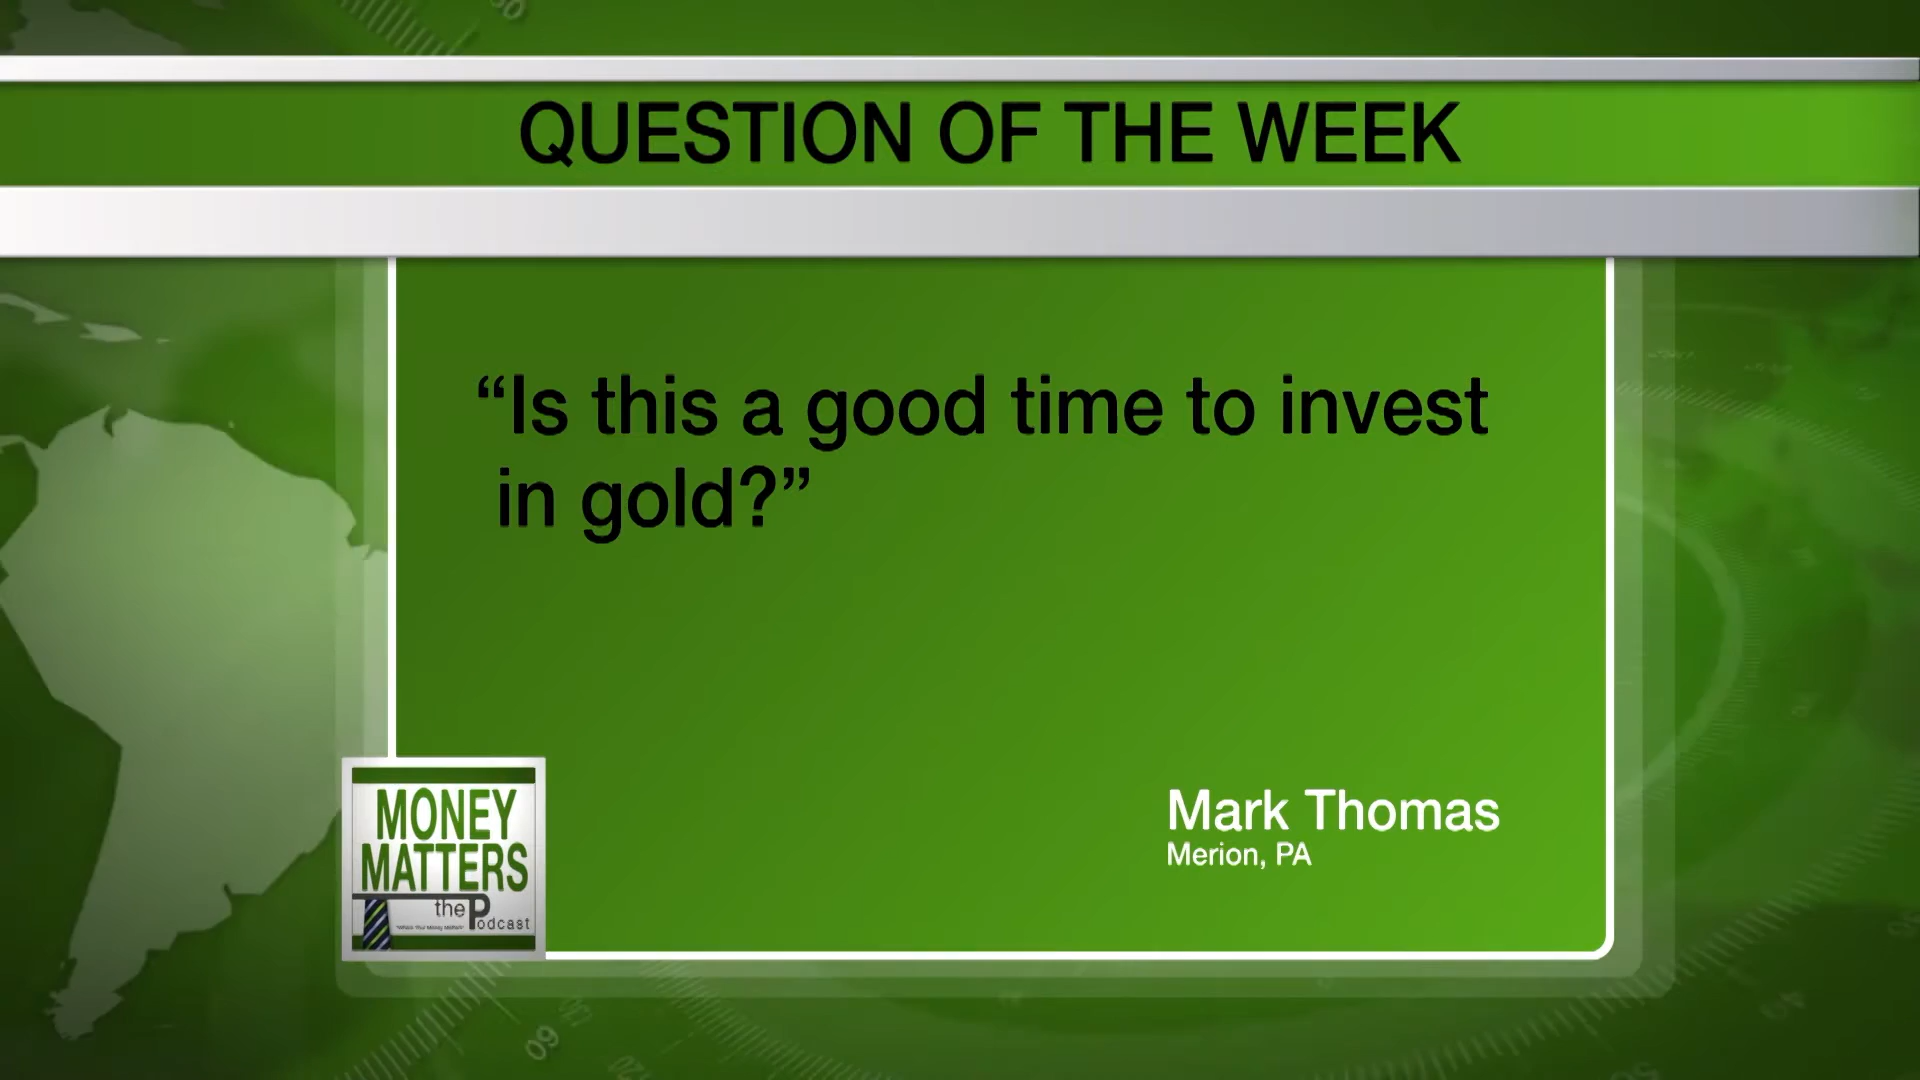 QUESTION OF THE WEEK
“Is this a good time to invest
in gold?”
Mark Thomas
Merion, PA
MONEY
MATTERS
the Podcast
60